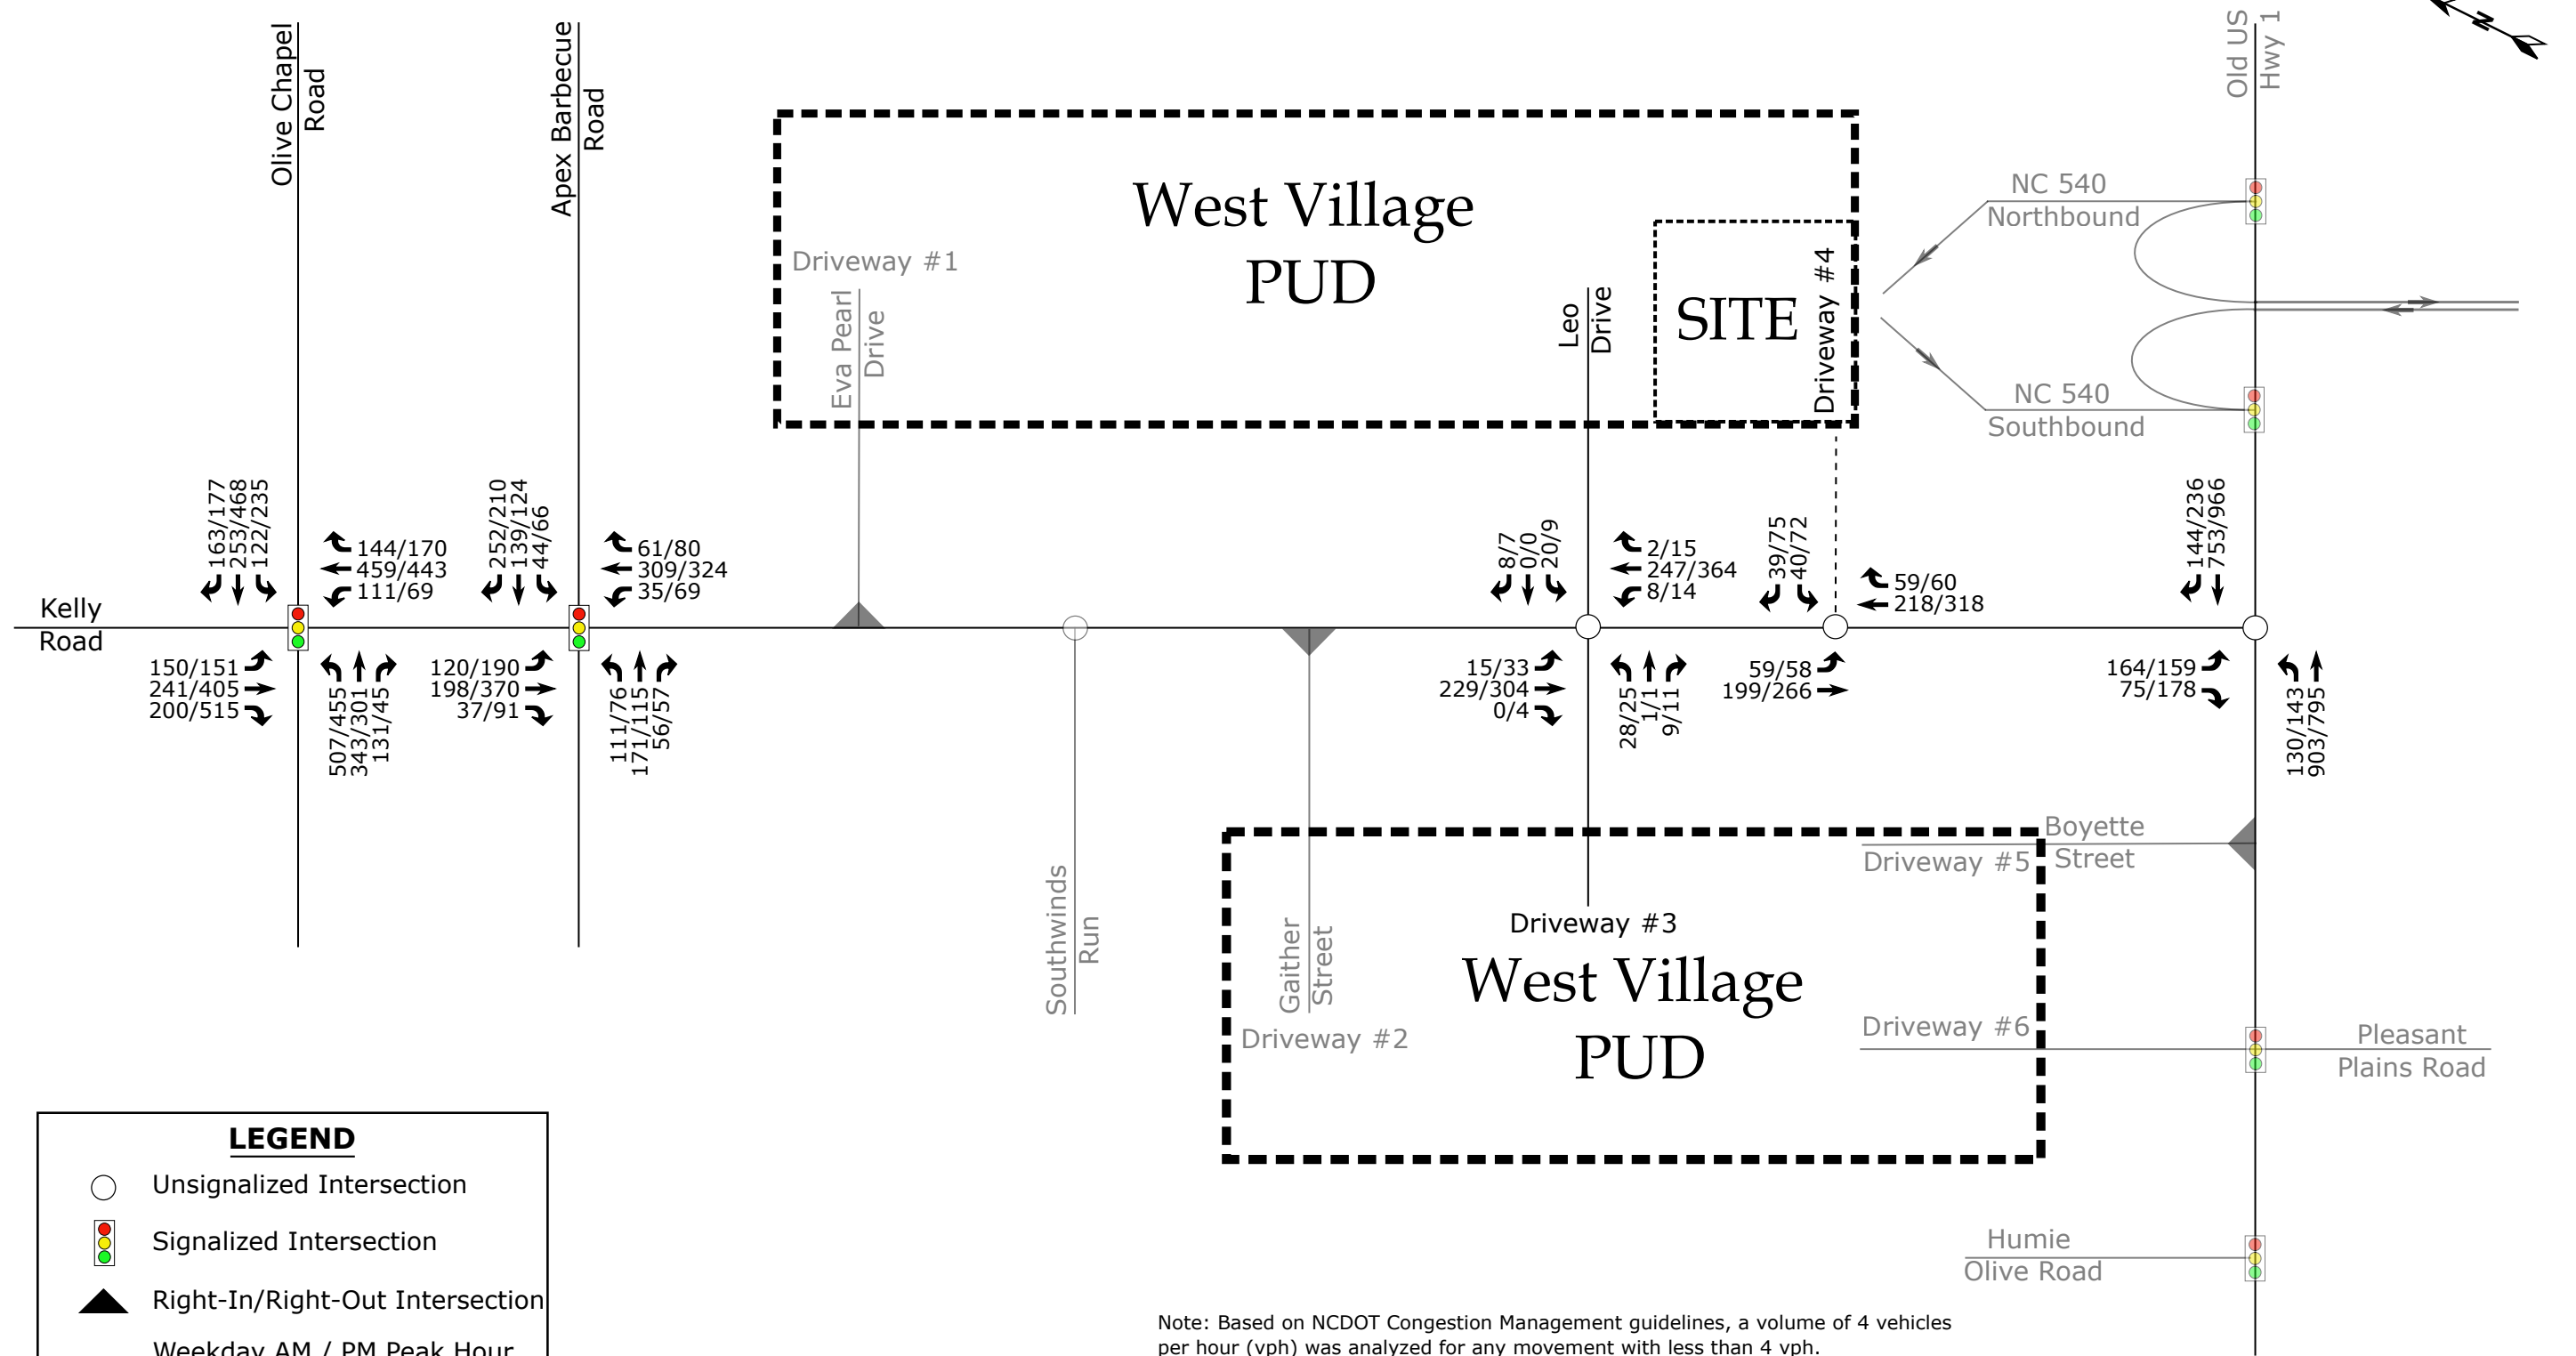 Olive Chapel
Road
Apex Barbecue
Road
Old US
Hwy 1
N
West Village
PUD
Driveway #1
Eva Pearl
Drive
Leo
Drive
SITE
Driveway #4
NC 540
Northbound
NC 540
Southbound
163/177
253/468
122/235
144/170
459/443
111/69
252/210
139/124
44/66
61/80
309/324
35/69
8/7
0/0
20/9
2/15
247/364
8/14
39/75
40/72
59/60
218/318
144/236
753/966
Kelly
Road
150/151
241/405
200/515
507/455
343/301
131/45
120/190
198/370
37/91
111/76
171/115
56/57
15/33
229/304
0/4
28/25
1/1
9/11
59/58
199/266
164/159
75/178
130/143
903/795
Southwinds
Run
Gaither
Street
Driveway #2
Driveway #3
West Village
PUD
Boyette
Street
Driveway #5
Driveway #6
Pleasant
Plains Road
Humie
Olive Road
LEGEND
Unsignalized Intersection
Signalized Intersection
Right-In/Right-Out Intersection
Weekday AM / PM Peak Hour
Note: Based on NCDOT Congestion Management guidelines, a volume of 4 vehicles
per hour (vph) was analyzed for any movement with less than 4 vph.